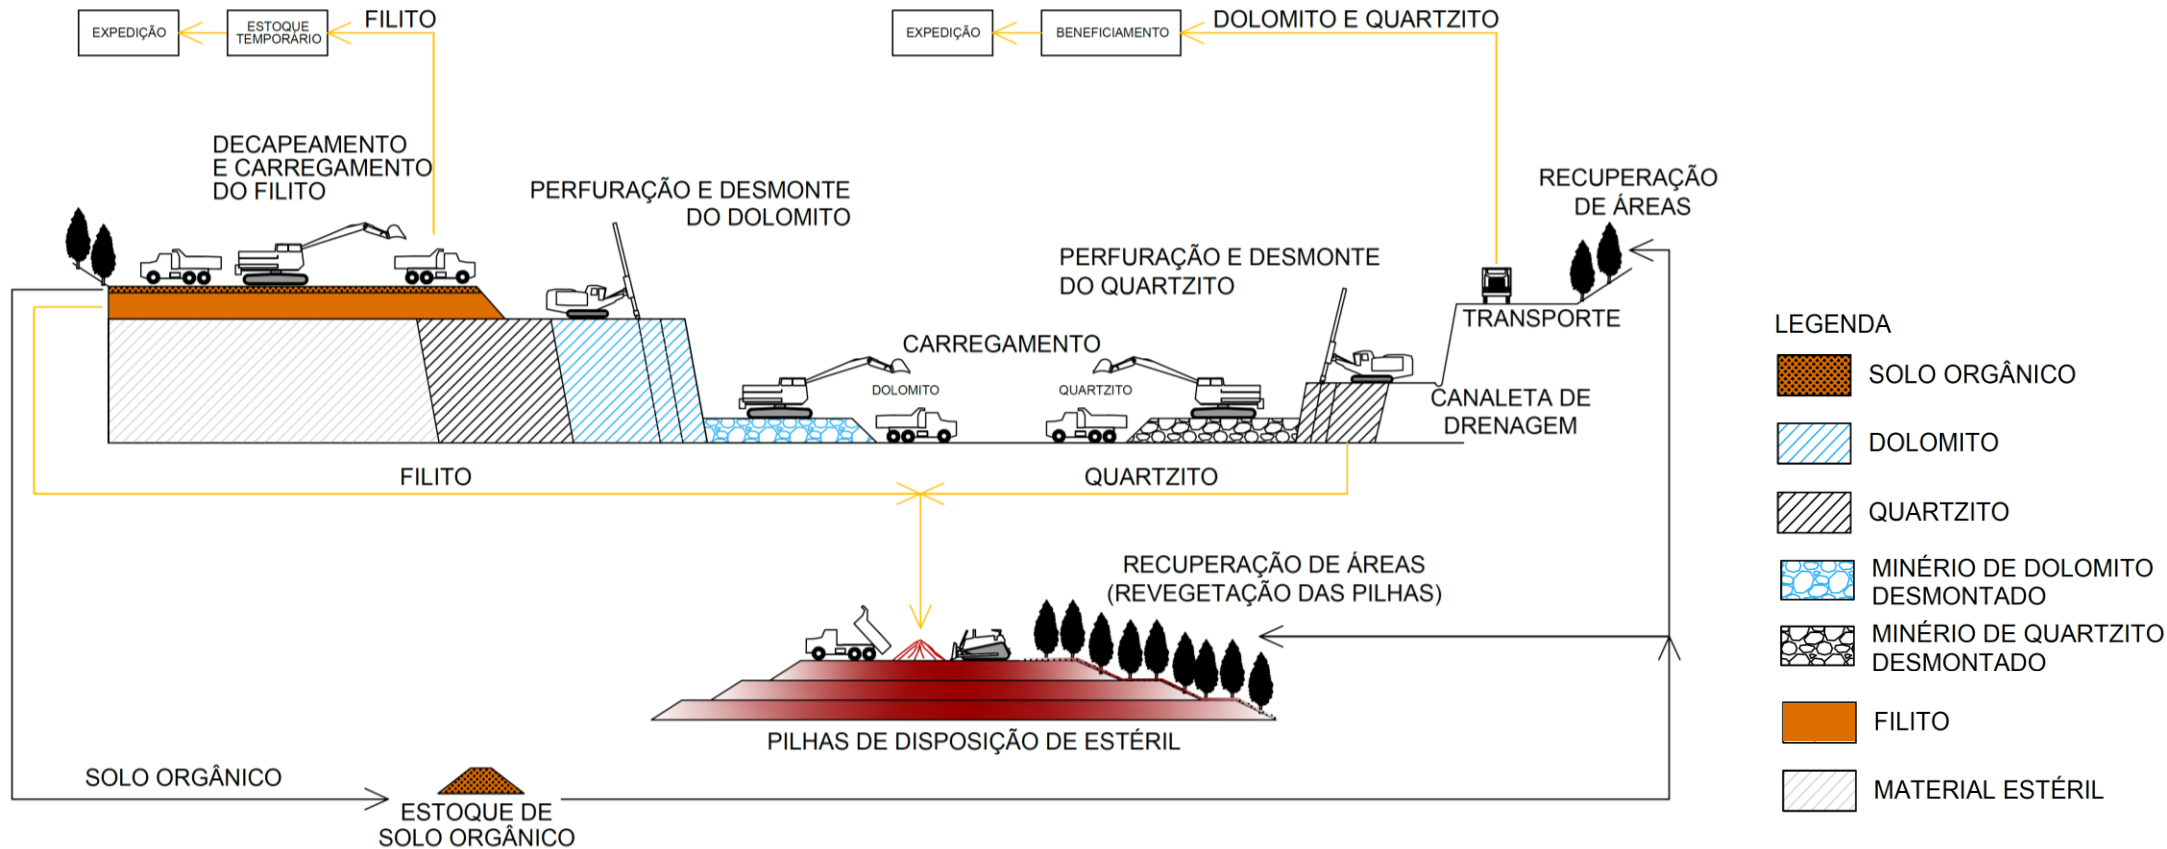 EXPEDIÇÃO
ESTOQUE
TEMPORÁRIO
FILITO
EXPEDIÇÃO
BENEFICIAMENTO
DOLOMITO E QUARTZITO
DECAPEAMENTO
E CARREGAMENTO
DO FILITO
PERFURAÇÃO E DESMONTE
DO DOLOMITO
RECUPERAÇÃO
DE ÁREAS
PERFURAÇÃO E DESMONTE
DO QUARTZITO
TRANSPORTE
CARREGAMENTO
DOLOMITO
QUARTZITO
CANALETA DE
DRENAGEM
FILITO
QUARTZITO
RECUPERAÇÃO DE ÁREAS
(REVEGETAÇÃO DAS PILHAS)
PILHAS DE DISPOSIÇÃO DE ESTÉRIL
SOLO ORGÂNICO
ESTOQUE DE
SOLO ORGÂNICO
LEGENDA
SOLO ORGÂNICO
DOLOMITO
QUARTZITO
MINÉRIO DE DOLOMITO
DESMONTADO
MINÉRIO DE QUARTZITO
DESMONTADO
FILITO
MATERIAL ESTÉRIL